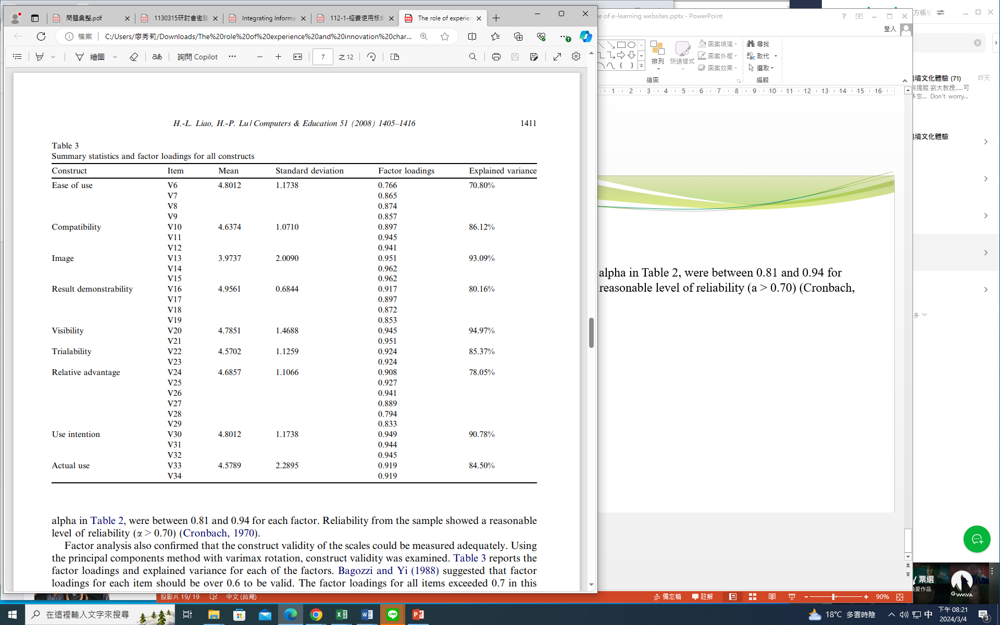 問題彙整.pdf
1130315研討會邀請
Integrating Informa
112-1-經費使用核銷
The role of experien
檔案
C:/Users/廖秀莉/Downloads/The%20role%20of%20experience%20and%20innovation%20char...
繪圖
aあ
詢問 Copilot
7
之 12
H.-L. Liao, H.-P. Lu / Computers & Education 51 (2008) 1405–1416 1411
Table 3
Summary statistics and factor loadings for all constructs
Construct Item Mean Standard deviation Factor loadings Explained variance
Ease of use V6 4.8012 1.1738 0.766 70.80%
V7 0.865
V8 0.874
V9 0.857
Compatibility V10 4.6374 1.0710 0.897 86.12%
V11 0.945
V12 0.941
Image V13 3.9737 2.0090 0.951 93.09%
V14 0.962
V15 0.962
Result demonstrability V16 4.9561 0.6844 0.917 80.16%
V17 0.897
V18 0.872
V19 0.853
Visibility V20 4.7851 1.4688 0.945 94.97%
V21 0.951
Trialability V22 4.5702 1.1259 0.924 85.37%
V23 0.924
Relative advantage V24 4.6857 1.1066 0.908 78.05%
V25 0.927
V26 0.941
V27 0.889
V28 0.794
V29 0.833
Use intention V30 4.8012 1.1738 0.949 90.78%
V31 0.944
V32 0.945
Actual use V33 4.5789 2.2895 0.919 84.50%
V34 0.919
alpha in Table 2, were between 0.81 and 0.94 for each factor. Reliability from the sample showed a reasonable
level of reliability (α > 0.70) (Cronbach, 1970).
Factor analysis also confirmed that the construct validity of the scales could be measured adequately. Using
the principal components method with varimax rotation, construct validity was examined. Table 3 reports the
factor loadings and explained variance for each of the factors. Bagozzi and Yi (1988) suggested that factor
loadings for each item should be over 0.6 to be valid. The factor loadings for all items exceeded 0.7 in this
se of e-learning websites.pptx - PowerPoint
登入
排列
快速樣式
圖案填滿
圖案外框
圖案效果
尋找
取代
選取
繪圖
編輯
1 2 3 4 5 6 7 8 9 10 11 12 13 14 15 16
alpha in Table 2, were between 0.81 and 0.94 for
reasonable level of reliability (a > 0.70) (Cronbach,
方帳號
境文化體驗 (71)
昨天
提醒 劉大教授.....可
多忘... Don't worry...
境文化體驗
多
票選
最愛作品
GWAVA
投影片 19/19
中文 (台灣)
備忘稿
註解
90%
在這裡輸入文字來搜尋
LINE
18°C 多雲時陰
中
下午 08:21
2024/3/4
3